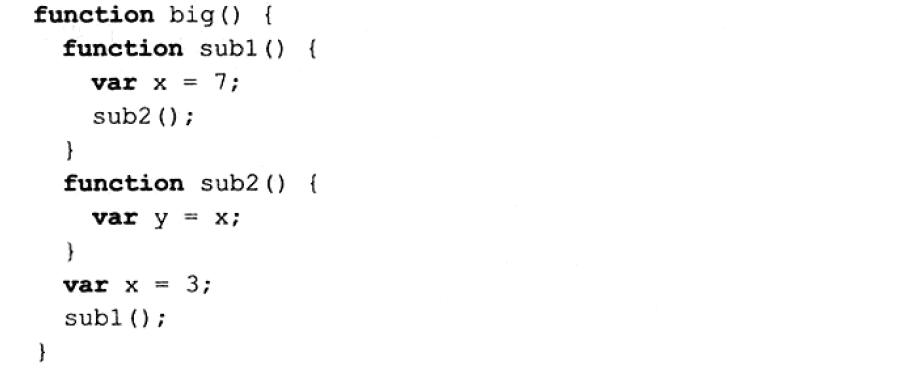 function big() {
  function sub1() {
    var x = 7;
    sub2();
  }
  function sub2() {
    var y = x;
  }
  var x = 3;
  sub1();
}